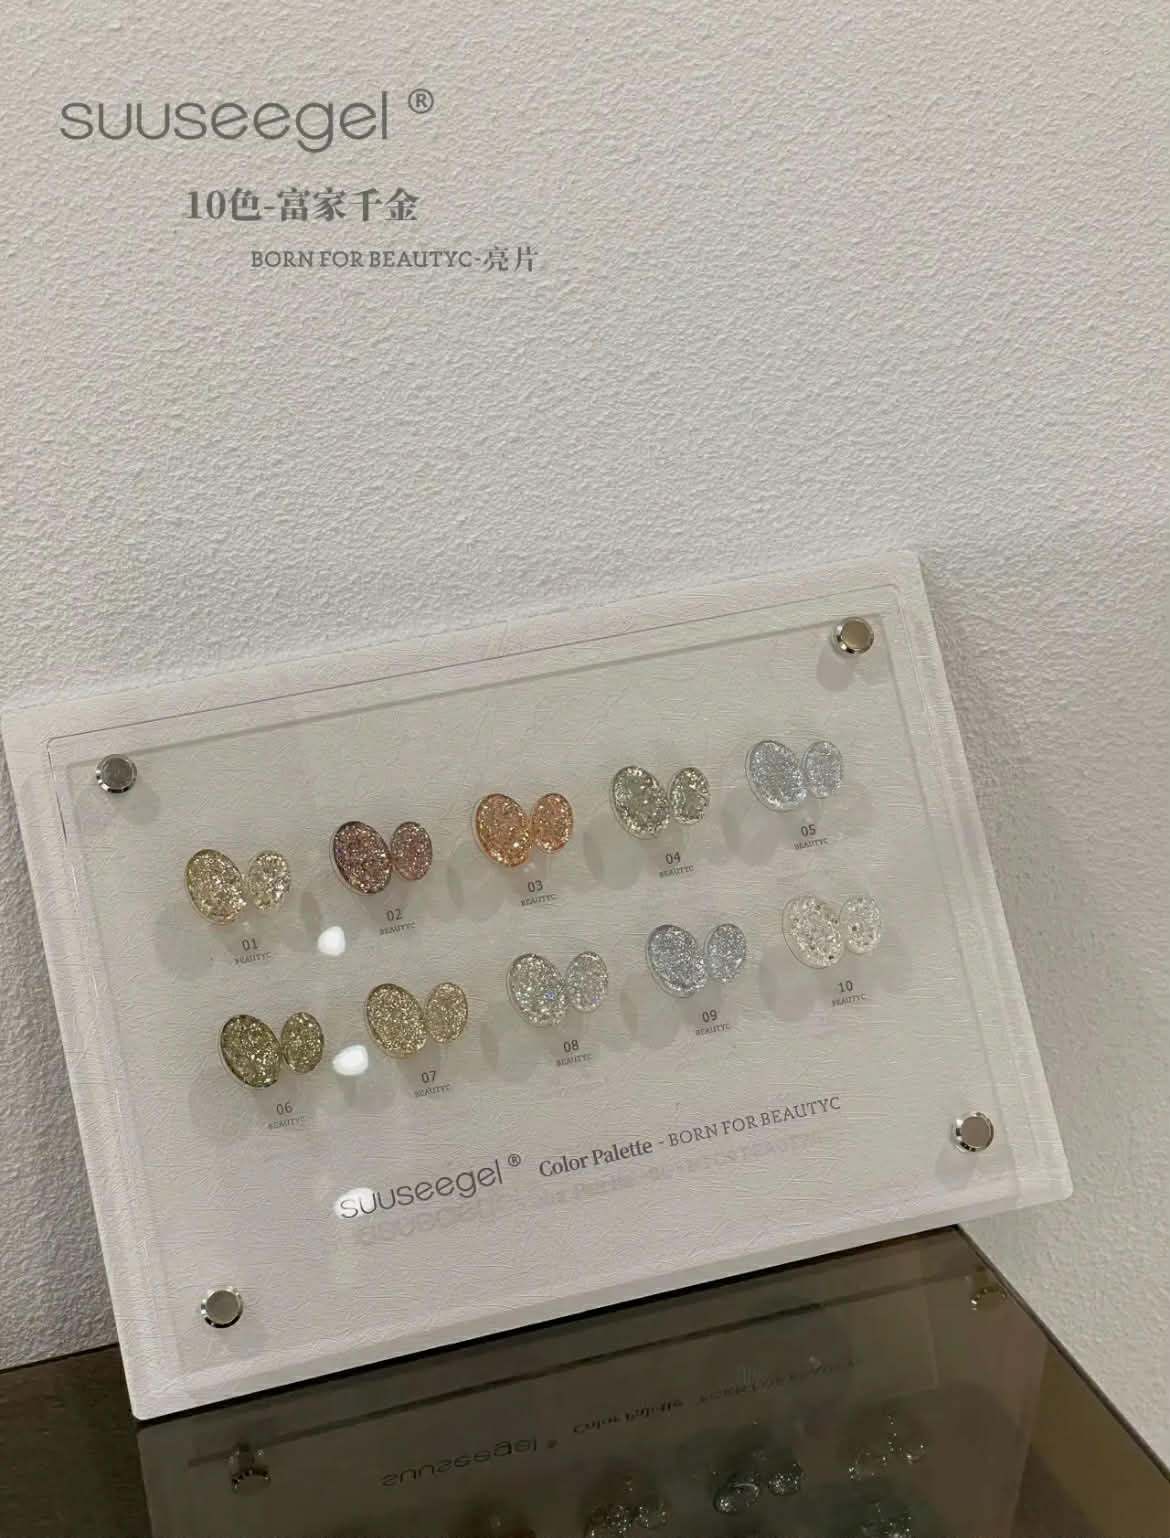 suuseegel ®
10色-富家千金
BORN FOR BEAUTYC-亮片
01
BEAUTYC
02
BEAUTYC
03
BEAUTYC
04
BEAUTYC
05
BEAUTYC
06
BEAUTYC
07
BEAUTYC
08
BEAUTYC
09
BEAUTYC
10
BEAUTYC
suuseegel ® Color Palette - BORN FOR BEAUTYC